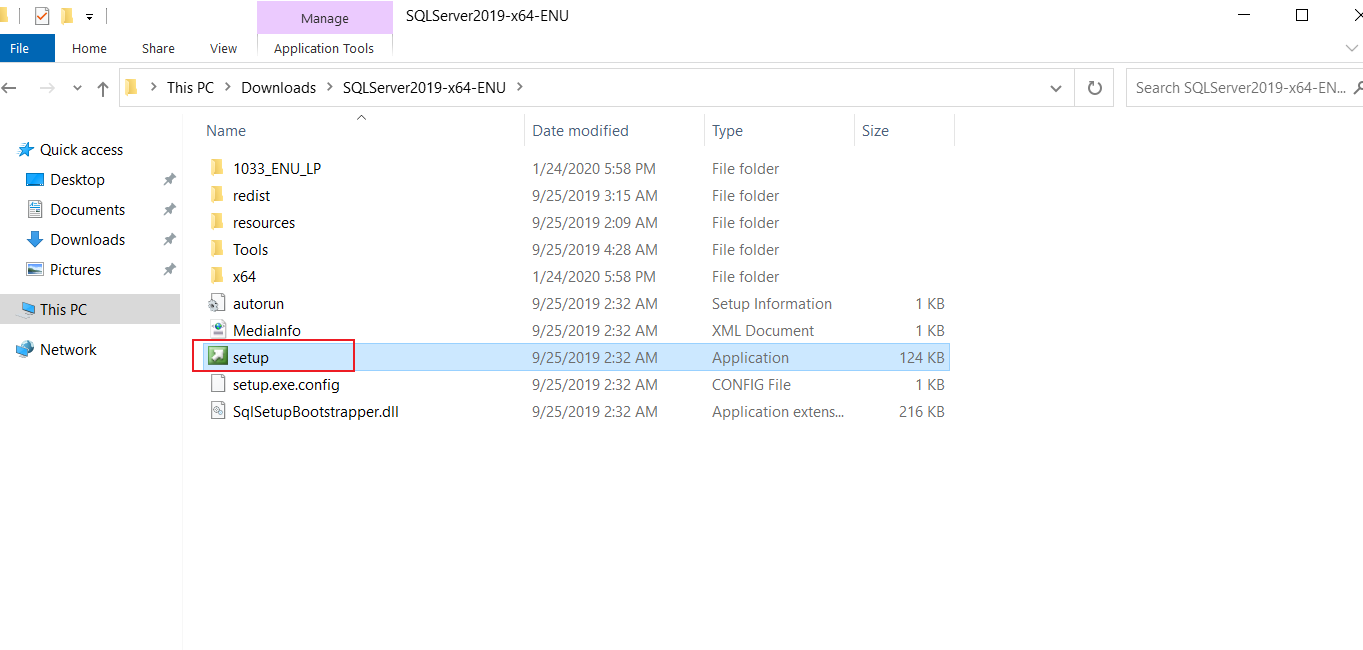 Manage
SQLServer2019-x64-ENU
File
Home
Share
View
Application Tools
This PC
Downloads
SQLServer2019-x64-ENU
Search SQLServer2019-x64-EN...
Name
Date modified
Type
Size
Quick access
Desktop
Documents
Downloads
Pictures
This PC
Network
1033_ENU_LP 1/24/2020 5:58 PM File folder
redist 9/25/2019 3:15 AM File folder
resources 9/25/2019 2:09 AM File folder
Tools 9/25/2019 4:28 AM File folder
x64 1/24/2020 5:58 PM File folder
autorun 9/25/2019 2:32 AM Setup Information 1 KB
MediaInfo 9/25/2019 2:32 AM XML Document 1 KB
setup 9/25/2019 2:32 AM Application 124 KB
setup.exe.config 9/25/2019 2:32 AM CONFIG File 1 KB
SqlSetupBootstrapper.dll 9/25/2019 2:32 AM Application extens... 216 KB